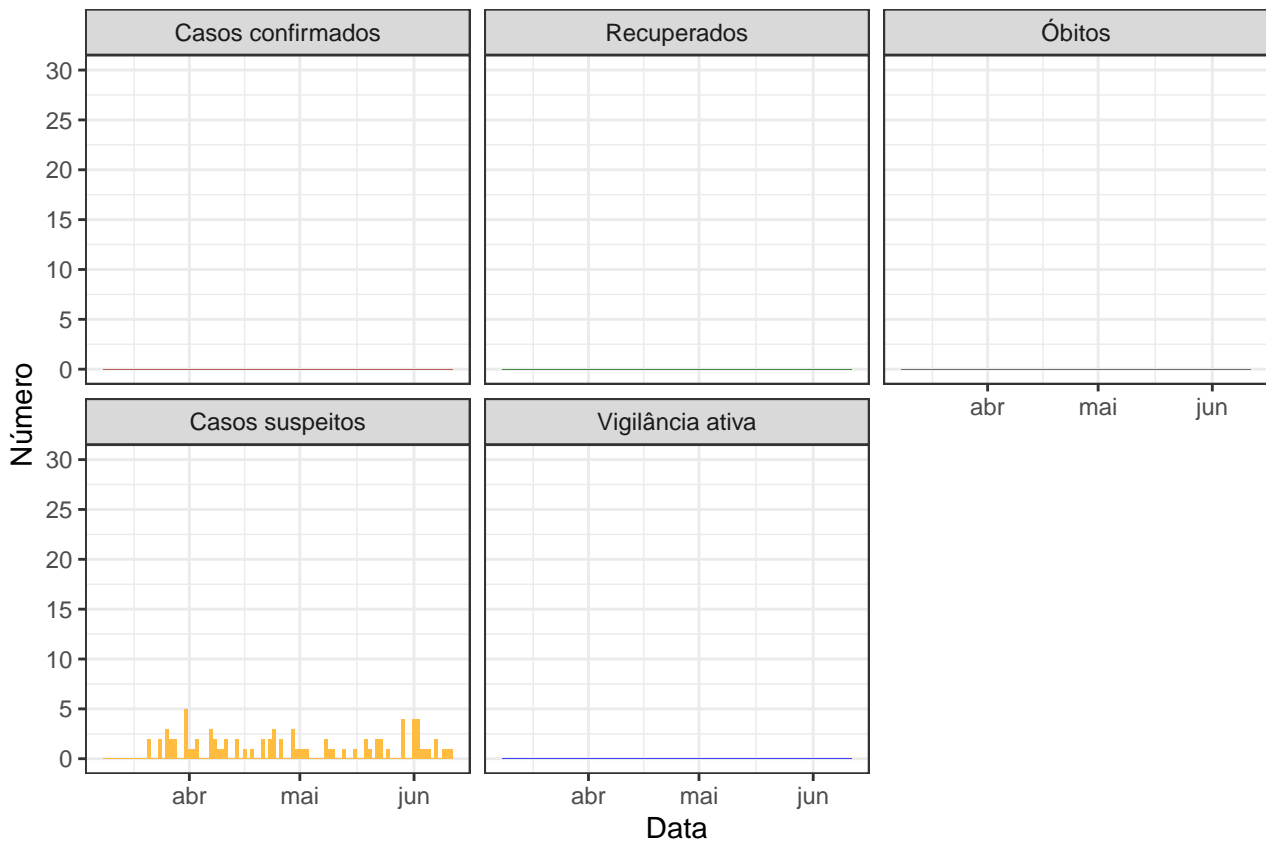 Casos confirmados
Recuperados
Óbitos
30
25
20
15
10
5
0
abr mai jun
Casos suspeitos
Vigilância ativa
30
25
20
15
10
5
0
abr mai jun
abr mai jun
Número
Data